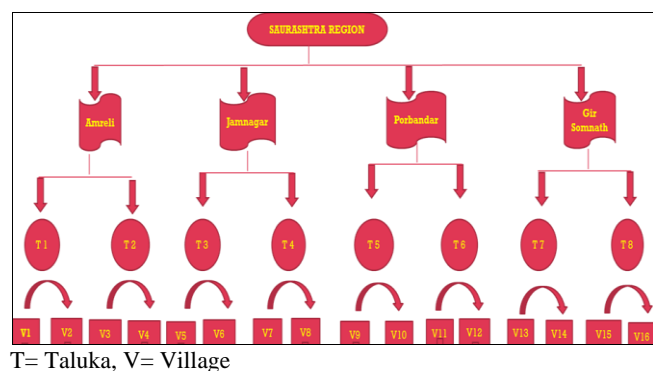 SAURASHTRA REGION
Amreli
Jamnagar
Porbandar
Gir
Somnath
T 1
T 2
T 3
T 4
T 5
T 6
T 7
T 8
V1
V2
V3
V4
V5
V6
V7
V8
V9
V10
V11
V12
V13
V14
V15
V16
T= Taluka, V= Village